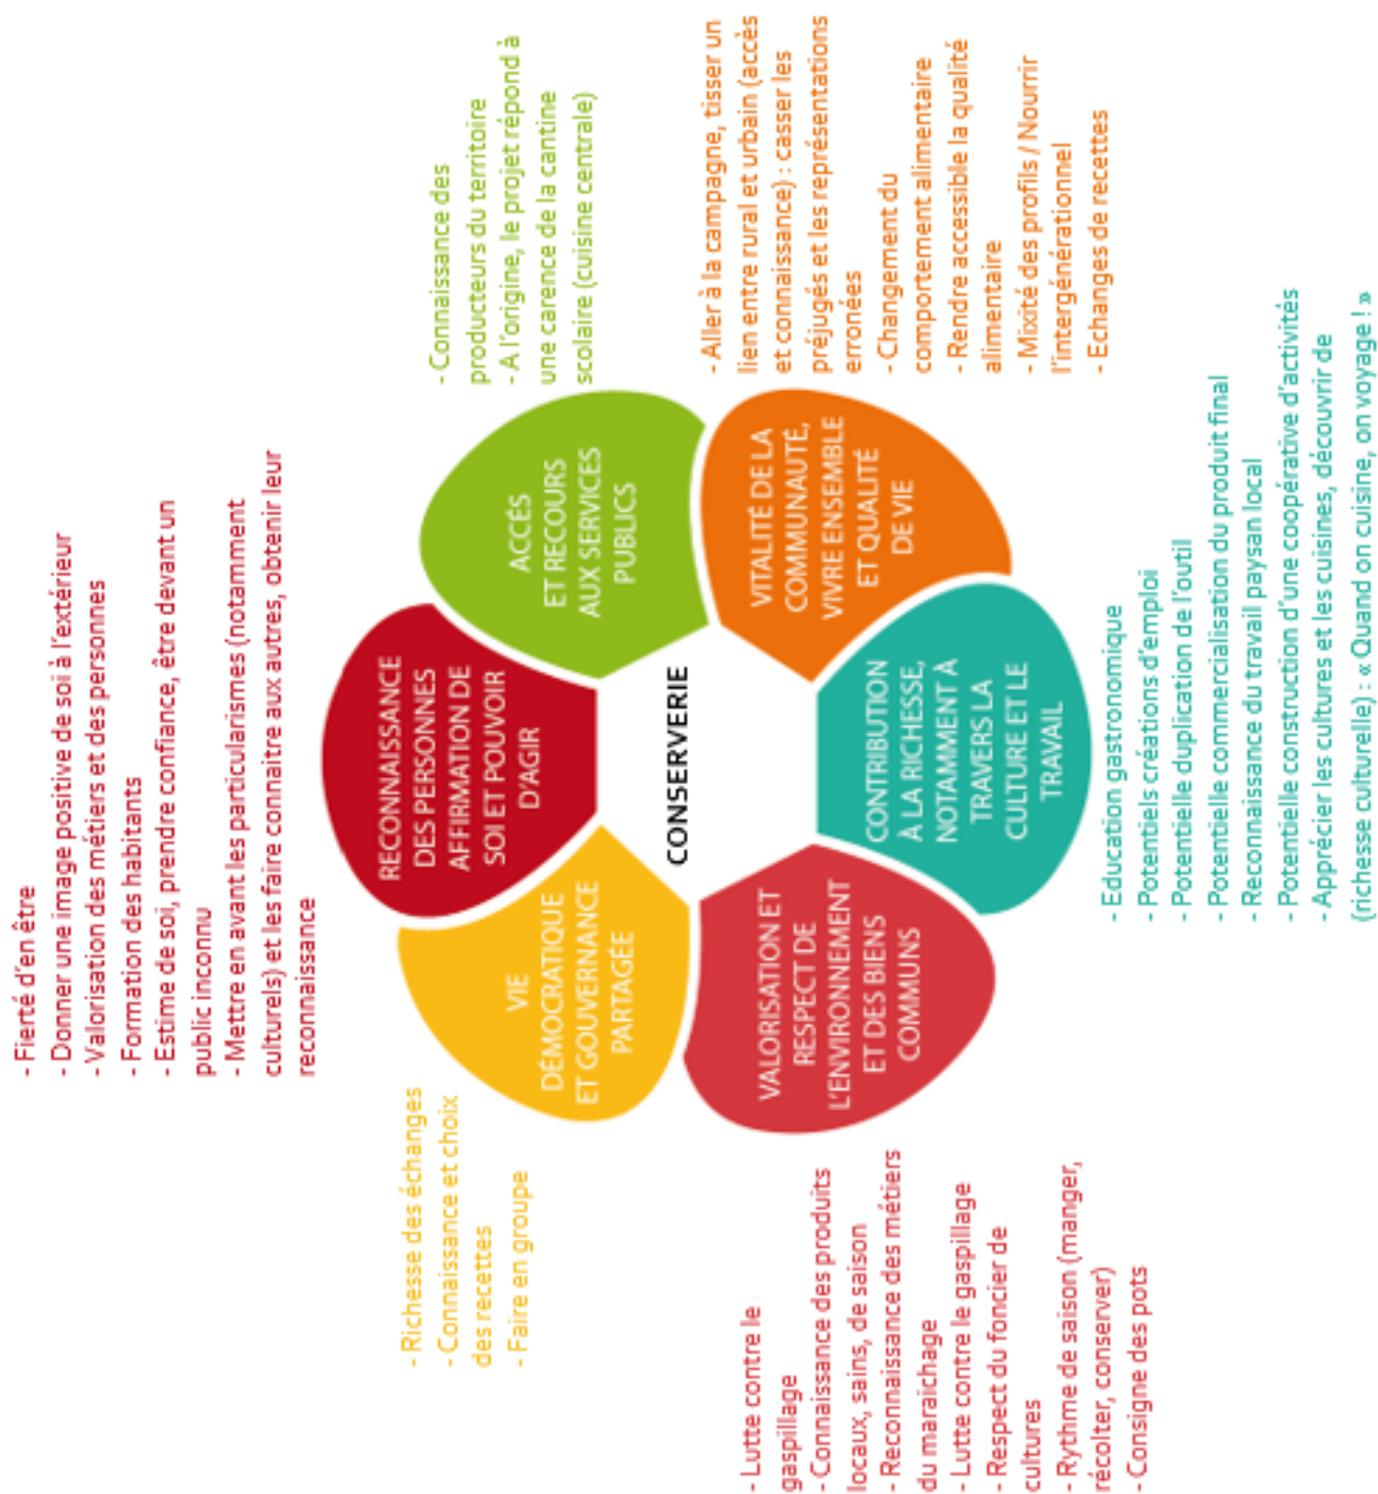 - Fierté d'en être
- Donner une image positive de soi à l'extérieur
- Valorisation des métiers et des personnes
- Formation des habitants
- Estime de soi, prendre confiance, être devant un
public inconnu
- Mettre en avant les particularismes (notamment
culturels) et les faire connaitre aux autres, obtenir leur
reconnaissance
RECONNAISSANCE
DES PERSONNES
AFFIRMATION DE
SOI ET POUVOIR
D'AGIR
- Connaissance des
producteurs du territoire
- A l'origine, le projet répond à
une carence de la cantine
scolaire (cuisine centrale)
ACCÈS
ET RECOURS
AUX SERVICES
PUBLICS
- Aller à la campagne, tisser un
lien entre rural et urbain (accès
et connaissance) : casser les
préjugés et les représentations
erronées
- Changement du
comportement alimentaire
- Rendre accessible la qualité
alimentaire
- Mixité des profils / Nourrir
l'intergénérationnel
- Echanges de recettes
VITALITÉ DE LA
COMMUNAUTÉ,
VIVRE ENSEMBLE
ET QUALITÉ
DE VIE
CONTRIBUTION
À LA RICHESSE,
NOTAMMENT À
TRAVERS LA
CULTURE ET LE
TRAVAIL
- Education gastronomique
- Potentiels créations d'emploi
- Potentielle duplication de l'outil
- Potentielle commercialisation du produit final
- Reconnaissance du travail paysan local
- Potentielle construction d'une coopérative d'activités
- Apprécier les cultures et les cuisines, découvrir de
(richesse culturelle) : « Quand on cuisine, on voyage ! »
VALORISATION ET
RESPECT DE
L'ENVIRONNEMENT
ET DES BIENS
COMMUNS
- Lutte contre le
gaspillage
- Connaissance des produits
locaux, sains, de saison
- Reconnaissance des métiers
du maraichage
- Lutte contre le gaspillage
- Respect du foncier de
cultures
- Rythme de saison (manger,
récolter, conserver)
- Consigne des pots
VIE
DÉMOCRATIQUE
ET GOUVERNANCE
PARTAGÉE
- Richesse des échanges
- Connaissance et choix
des recettes
- Faire en groupe
CONSERVERIE